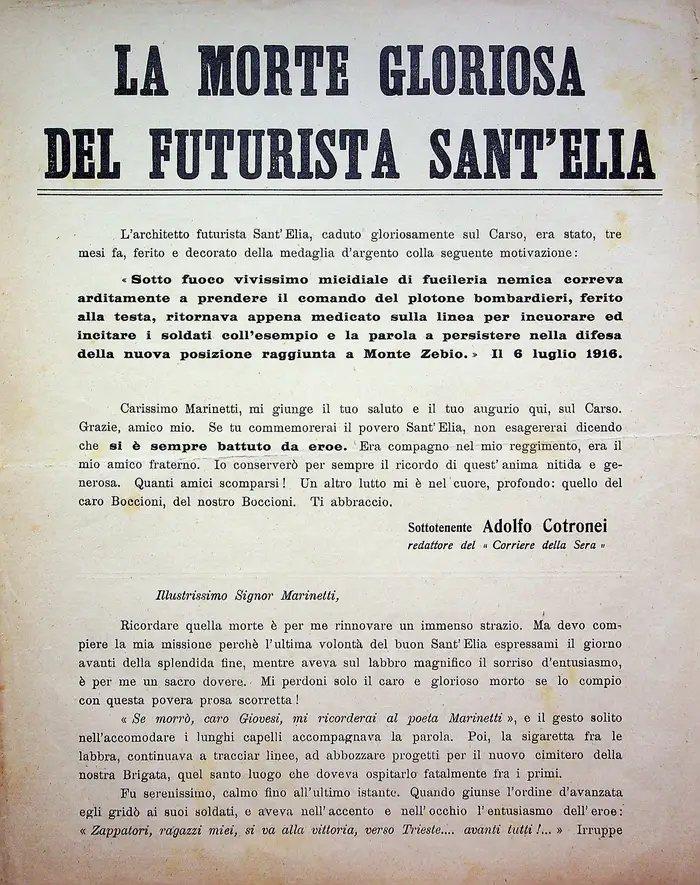 LA MORTE GLORIOSA
DEL FUTURISTA SANT'ELIA
L'architetto futurista Sant'Elia, caduto gloriosamente sul Carso, era stato, tre
mesi fa, ferito e decorato della medaglia d'argento colla seguente motivazione:
« Sotto fuoco vivissimo micidiale di fucileria nemica correva
arditamente a prendere il comando del plotone bombardieri, ferito
alla testa, ritornava appena medicato sulla linea per incuorare ed
incitare i soldati coll'esempio e la parola a persistere nella difesa
della nuova posizione raggiunta a Monte Zebio. » Il 6 luglio 1916.
Carissimo Marinetti, mi giunge il tuo saluto e il tuo augurio qui, sul Carso.
Grazie, amico mio. Se tu commemorerai il povero Sant'Elia, non esagererai dicendo
che si è sempre battuto da eroe. Era compagno nel mio reggimento, era il
mio amico fraterno. Io conserverò per sempre il ricordo di quest'anima nitida e ge-
nerosa. Quanti amici scomparsi! Un altro lutto mi è nel cuore, profondo: quello del
caro Boccioni, del nostro Boccioni. Ti abbraccio.
Sottotenente Adolfo Cotronei
redattore del « Corriere della Sera »
Illustrissimo Signor Marinetti,
Ricordare quella morte è per me rinnovare un immenso strazio. Ma devo com-
piere la mia missione perchè l'ultima volontà del buon Sant'Elia espressami il giorno
avanti della splendida fine, mentre aveva sul labbro magnifico il sorriso d'entusiasmo,
è per me un sacro dovere. Mi perdoni solo il caro e glorioso morto se lo compio
con questa povera prosa scorretta!
« Se morrò, caro Giovesi, mi ricorderai al poeta Marinetti », e il gesto solito
nell'accomodare i lunghi capelli accompagnava la parola. Poi, la sigaretta fra le
labbra, continuava a tracciar linee, ad abbozzare progetti per il nuovo cimitero della
nostra Brigata, quel santo luogo che doveva ospitarlo fatalmente fra i primi.
Fu serenissimo, calmo fino all'ultimo istante. Quando giunse l'ordine d'avanzata
egli gridò ai suoi soldati, e aveva nell'accento e nell'occhio l'entusiasmo dell'eroe:
« Zappatori, ragazzi miei, si va alla vittoria, verso Trieste.... avanti tutti!... » Irruppe